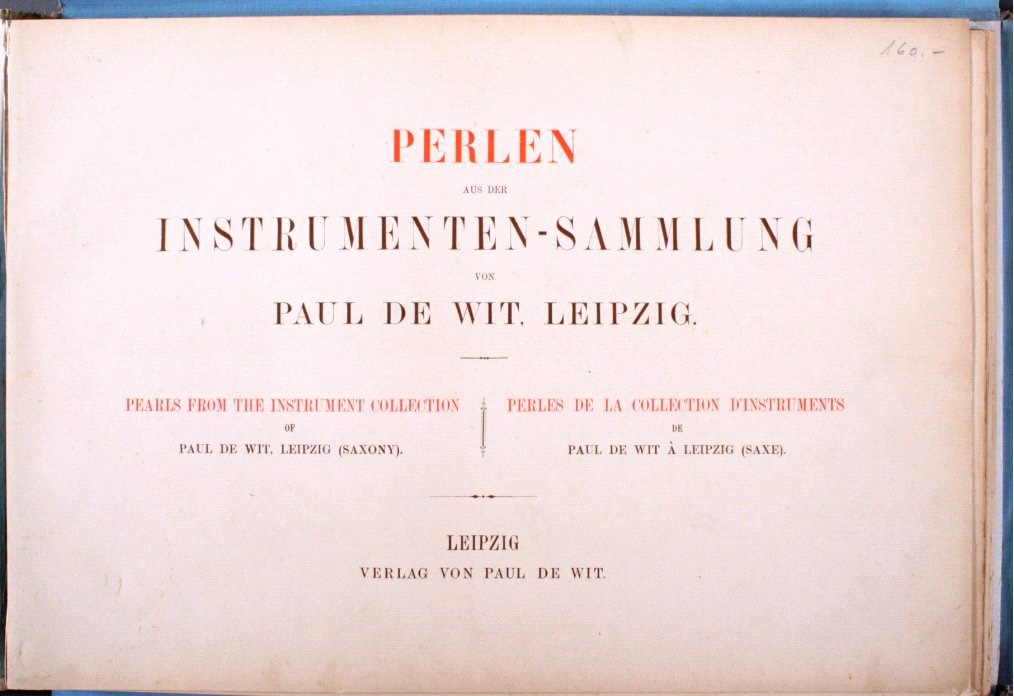 160.-
PERLEN
AUS DER
INSTRUMENTEN-SAMMLUNG
VON
PAUL DE WIT, LEIPZIG.
PEARLS FROM THE INSTRUMENT COLLECTION
OF
PAUL DE WIT, LEIPZIG (SAXONY).
PERLES DE LA COLLECTION D'INSTRUMENTS
DE
PAUL DE WIT À LEIPZIG (SAXE).
LEIPZIG
VERLAG VON PAUL DE WIT.